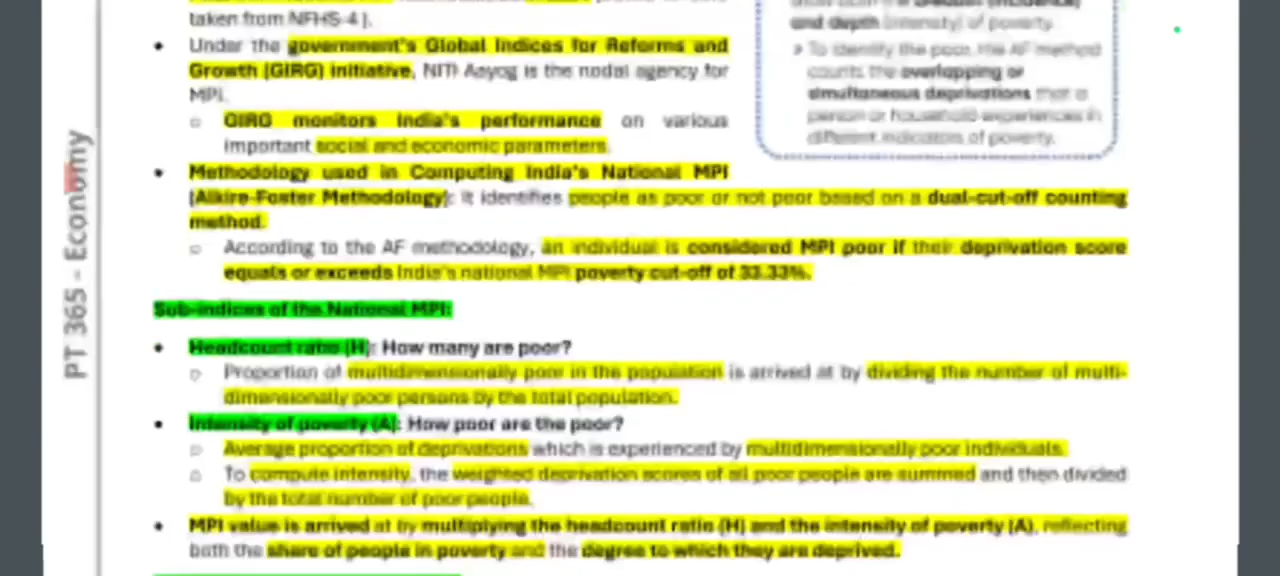 taken from NFHS-4).
• Under the government's Global Indices for Reforms and
Growth (GIRG) initiative, NITI Aayog is the nodal agency for
MPI.
o GIRG monitors India's performance on various
important social and economic parameters.
• Methodology used in Computing India's National MPI
(Alkire-Foster Methodology): It identifies people as poor or not poor based on a dual-cut-off counting
method.
o According to the AF methodology, an individual is considered MPI poor if their deprivation score
equals or exceeds India's national MPI poverty cut-off of 33.33%.
Sub-indices of the National MPI:
• Headcount ratio (H): How many are poor?
o Proportion of multidimensionally poor in the population is arrived at by dividing the number of multi-
dimensionally poor persons by the total population.
• Intensity of poverty (A): How poor are the poor?
o Average proportion of deprivations which is experienced by multidimensionally poor individuals.
o To compute intensity, the weighted deprivation scores of all poor people are summed and then divided
by the total number of poor people.
• MPI value is arrived at by multiplying the headcount ratio (H) and the intensity of poverty (A), reflecting
both the share of people in poverty and the degree to which they are deprived.
and depth (intensity) of poverty.
To identify the poor, the AF method
counts the overlapping or
simultaneous deprivations that a
person or household experiences in
different indicators of poverty.
PT 365 - Economy